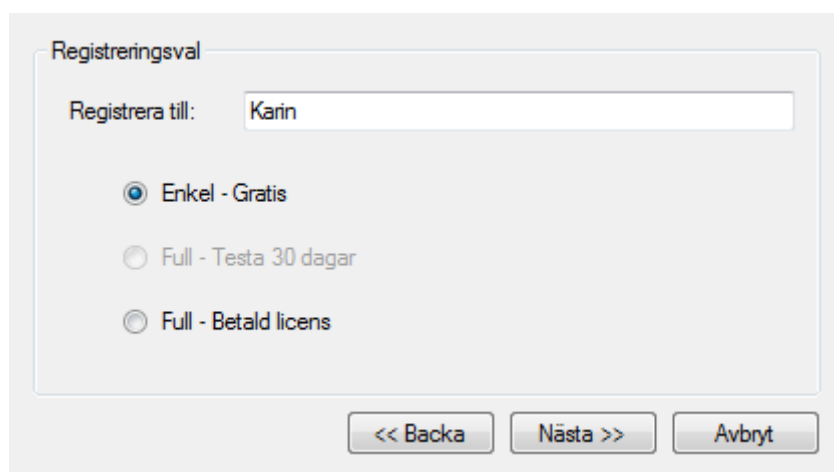 Registreringsval
Registrera till: Karin
Enkel - Gratis
Full - Testa 30 dagar
Full - Betald licens
<< Backa Nästa >> Avbryt